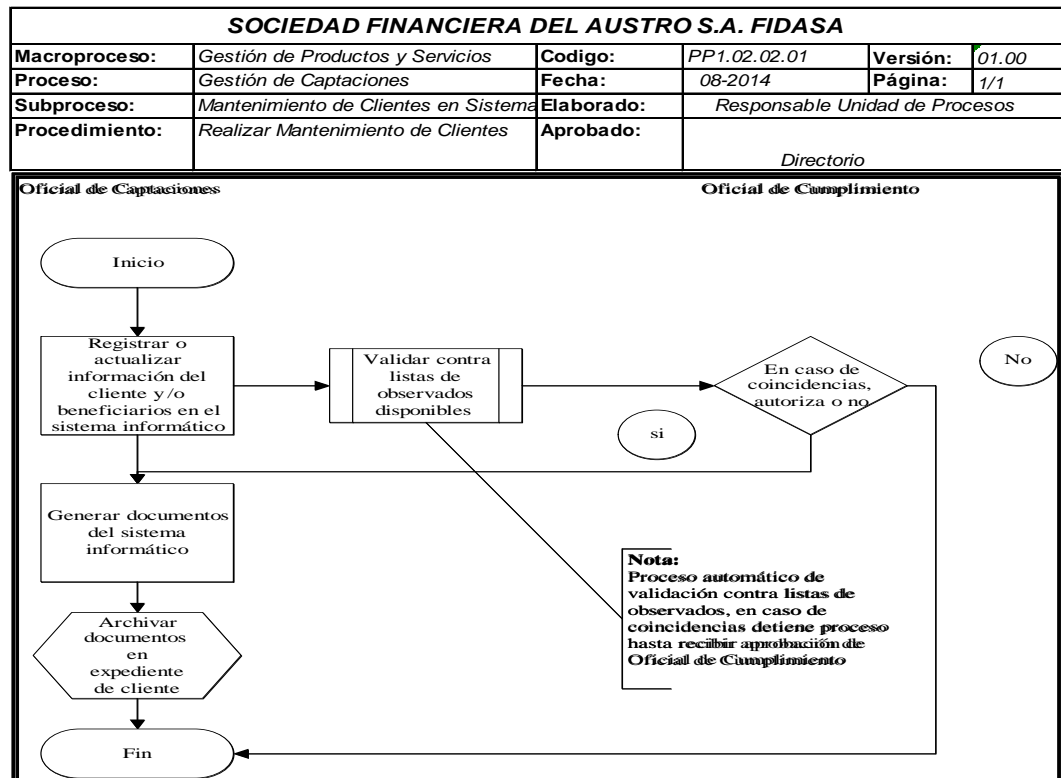 SOCIEDAD FINANCIERA DEL AUSTRO S.A. FIDASA
Macroproceso: Gestión de Productos y Servicios Codigo: PP1.02.02.01 Versión: 01.00
Proceso: Gestión de Captaciones Fecha: 08-2014 Página: 1/1
Subproceso: Mantenimiento de Clientes en Sistema Elaborado: Responsable Unidad de Procesos
Procedimiento: Realizar Mantenimiento de Clientes Aprobado:
Directorio
Oficial de Captaciones
Oficial de Cumplimiento
Inicio
Registrar o
actualizar
información del
cliente y/o
beneficiarios en el
sistema informático
Validar contra
listas de
observados
disponibles
En caso de
coincidencias,
autoriza o no
No
si
Generar documentos
del sistema
informático
Nota:
Proceso automático de
validación contra listas de
observados, en caso de
coincidencias detiene proceso
hasta recibir aprobación de
Oficial de Cumplimiento
Archivar
documentos
en
expediente
de cliente
Fin